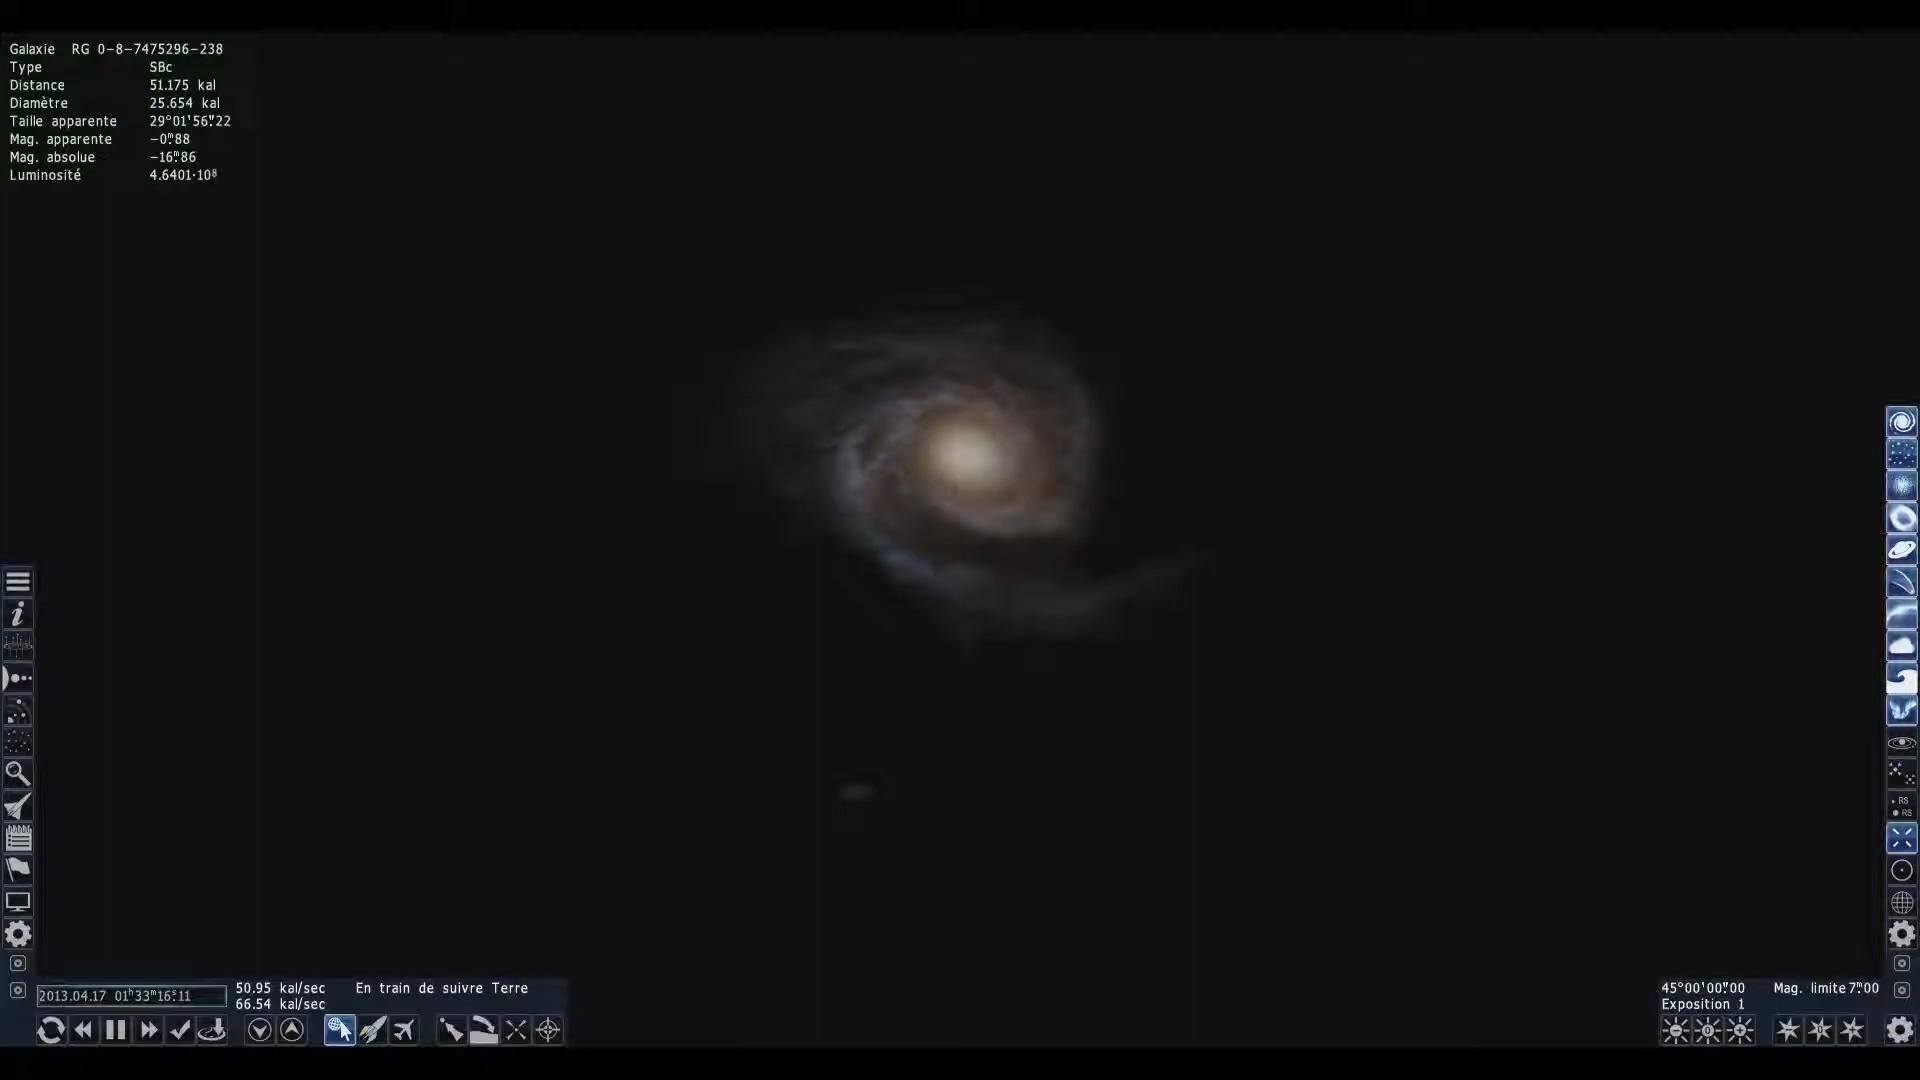 Galaxie RG 0-8-7475296-238
Type SBc
Distance 51.175 kal
Diamètre 25.654 kal
Taille apparente 29°01'56"22
Mag. apparente -0ᵐ88
Mag. absolue -16ᵐ86
Luminosité 4.6401·10⁸
RS
RS
2013.04.17 01ʰ33ᵐ16ˢ11
50.95 kal/sec En train de suivre Terre
66.54 kal/sec
45°00'00"00 Mag. limite 7ᵐ00
Exposition 1